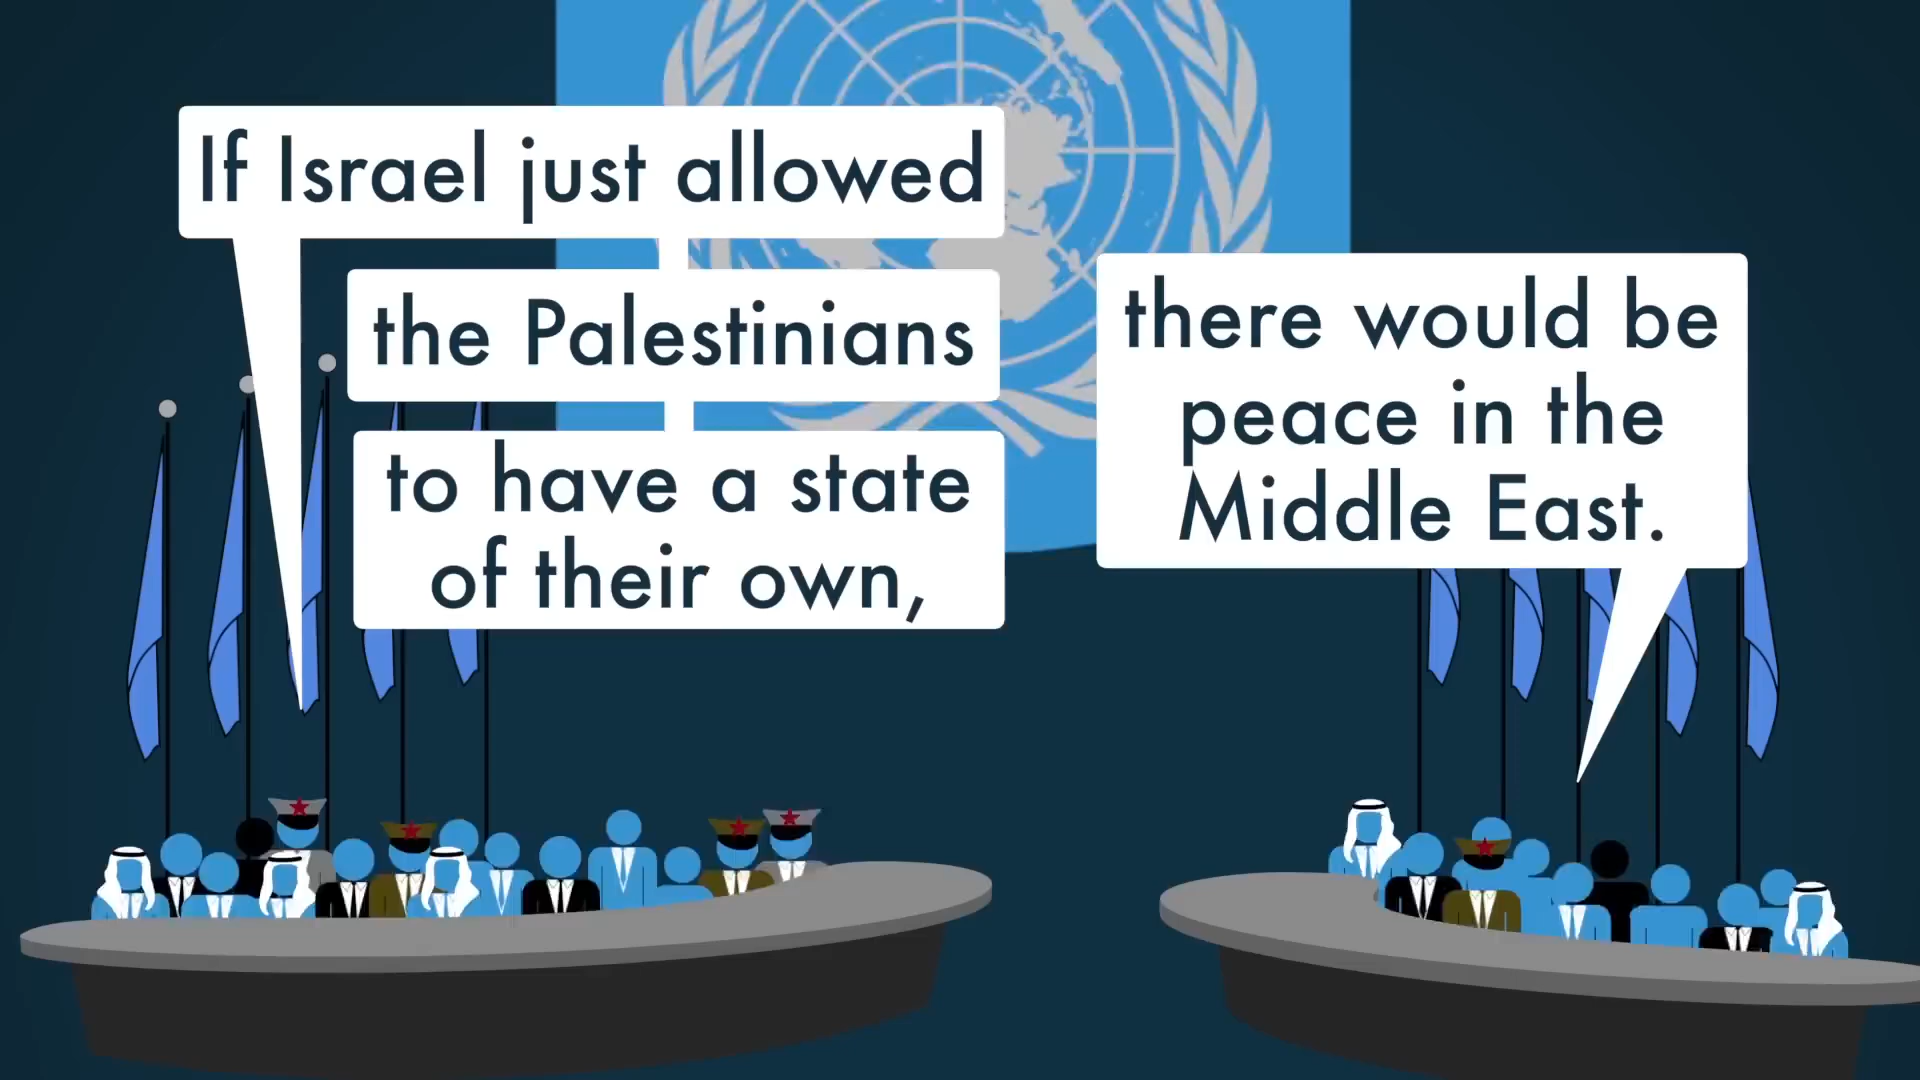 If Israel just allowed
the Palestinians
to have a state
of their own,
there would be
peace in the
Middle East.